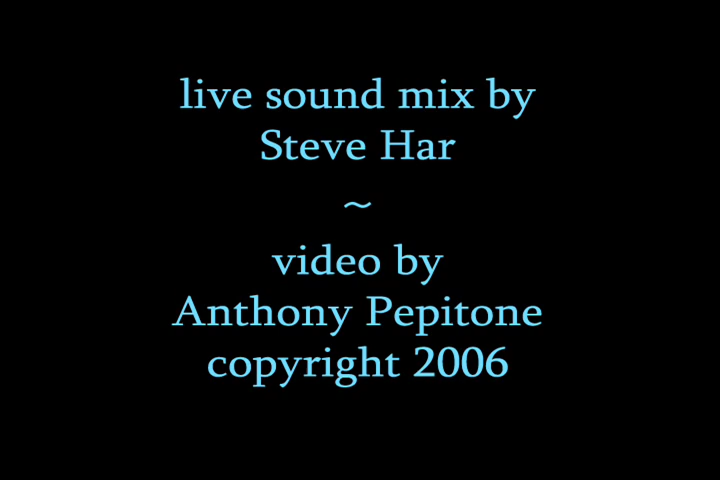 live sound mix by
Steve Har
~
video by
Anthony Pepitone
copyright 2006